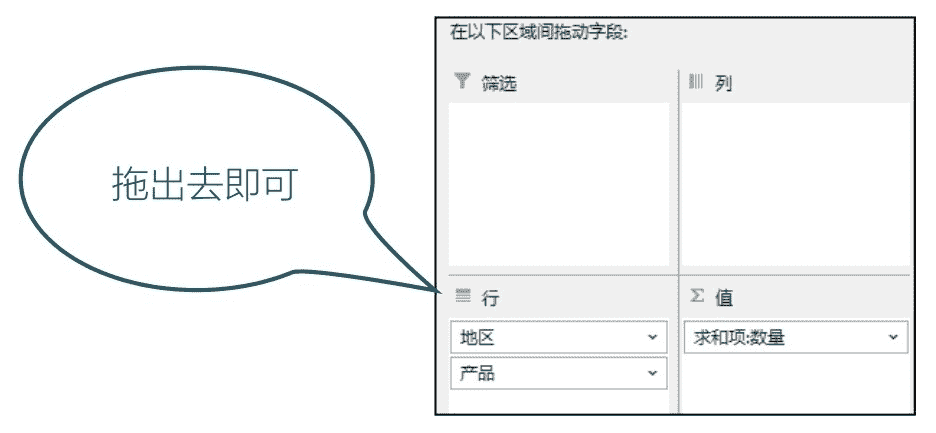 在以下区域间拖动字段:
筛选
列
拖出去即可
行
Σ 值
地区
求和项:数量
产品